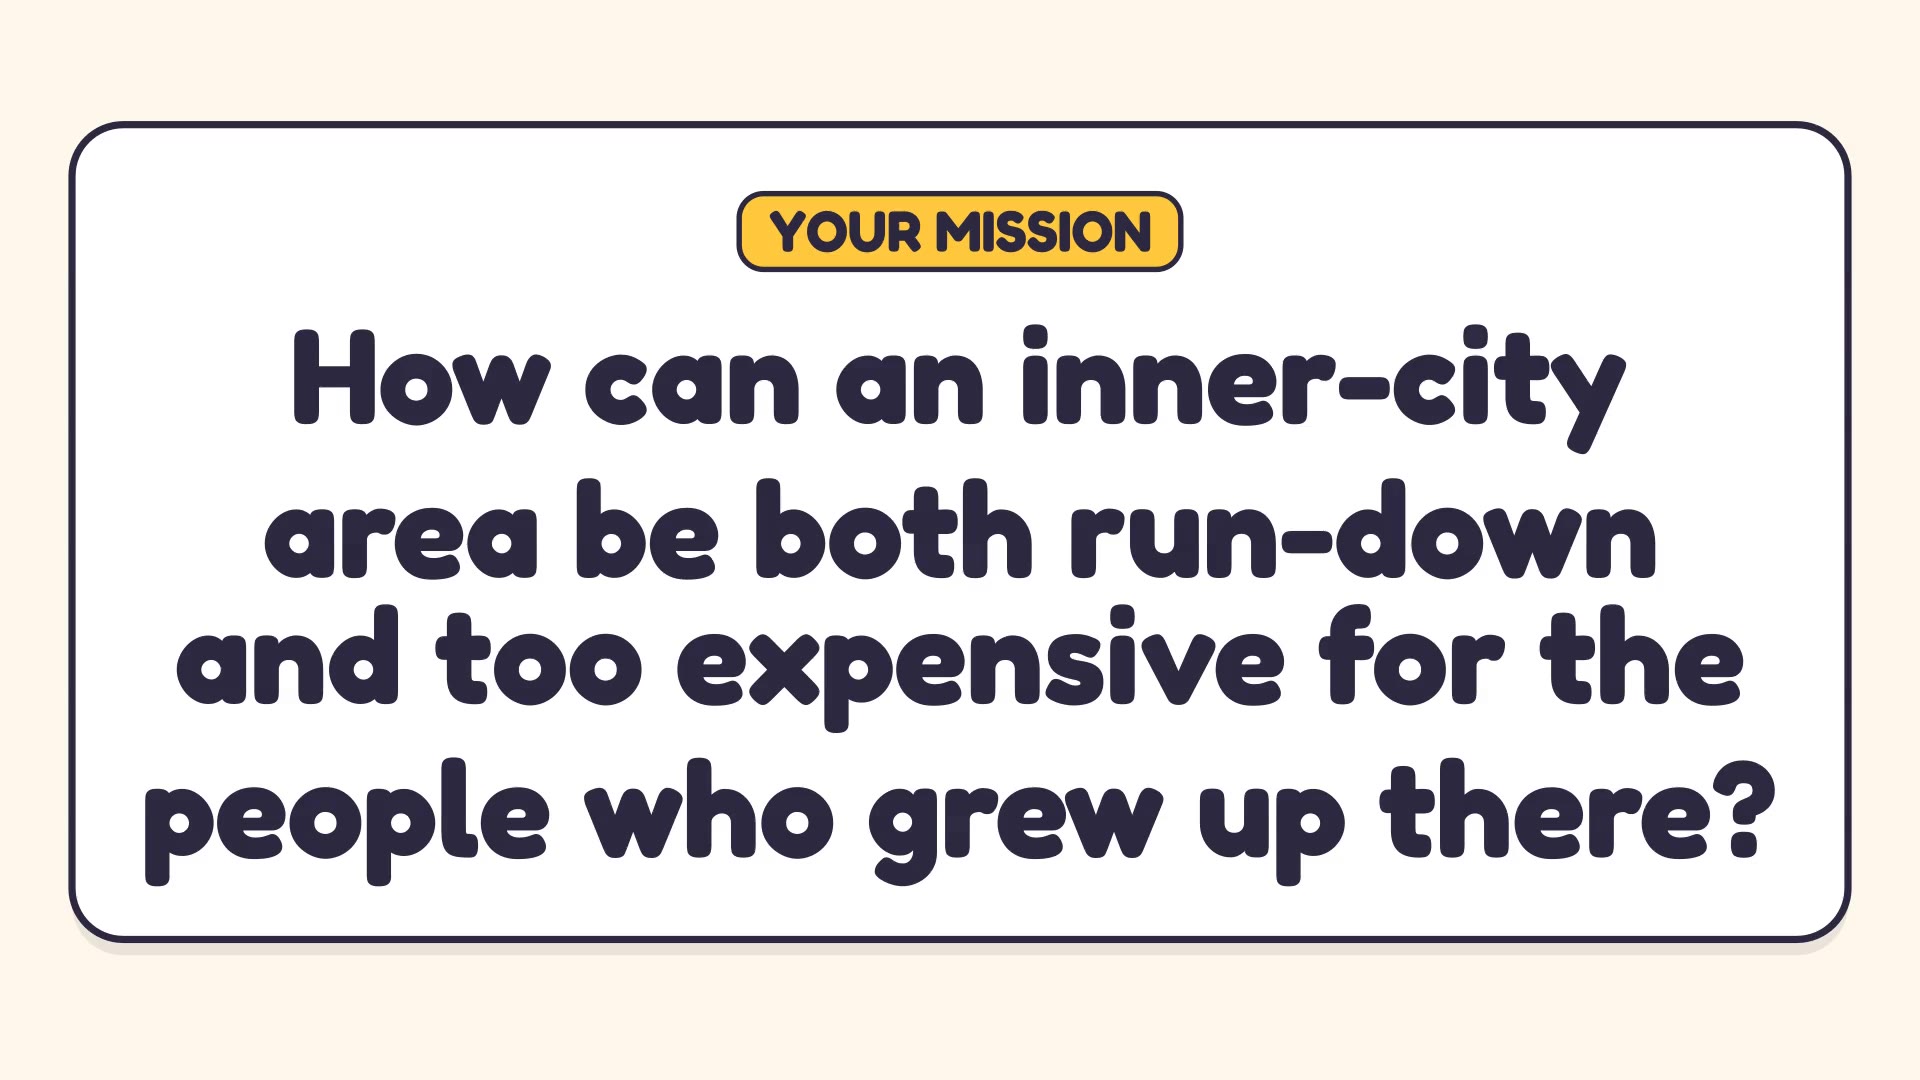 YOUR MISSION
How can an inner-city
area be both run-down
and too expensive for the
people who grew up there?